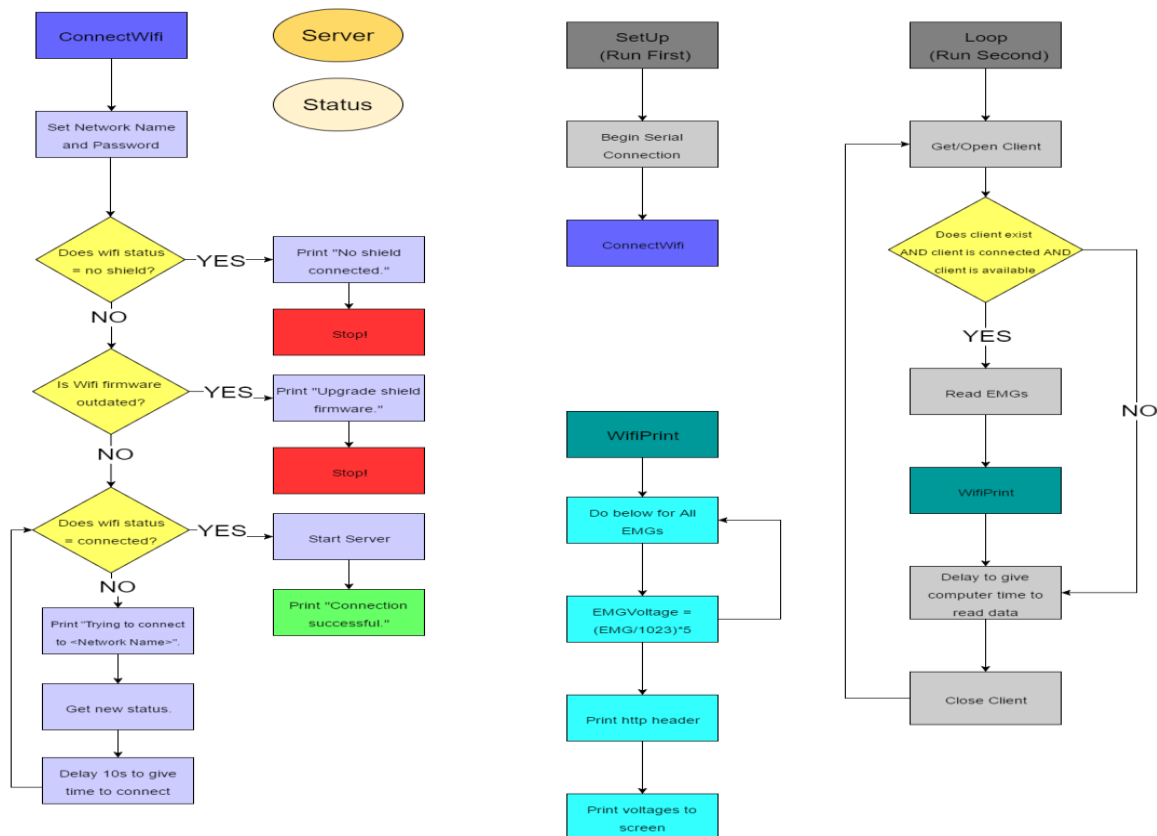 ConnectWifi
Set Network Name
and Password
Does wifi status
= no shield?
YES
Print "No shield
connected."
Stop!
NO
Is Wifi firmware
outdated?
YES
Print "Upgrade shield
firmware."
Stop!
NO
Does wifi status
= connected?
YES
Start Server
Print "Connection
successful."
NO
Print "Trying to connect
to <Network Name>".
Get new status.
Delay 10s to give
time to connect
Server
Status
SetUp
(Run First)
Begin Serial
Connection
ConnectWifi
WifiPrint
Do below for All
EMGs
EMGVoltage =
(EMG/1023)*5
Print http header
Print voltages to
screen
Loop
(Run Second)
Get/Open Client
Does client exist
AND client is connected AND
client is available
YES
NO
Read EMGs
WifiPrint
Delay to give
computer time to
read data
Close Client